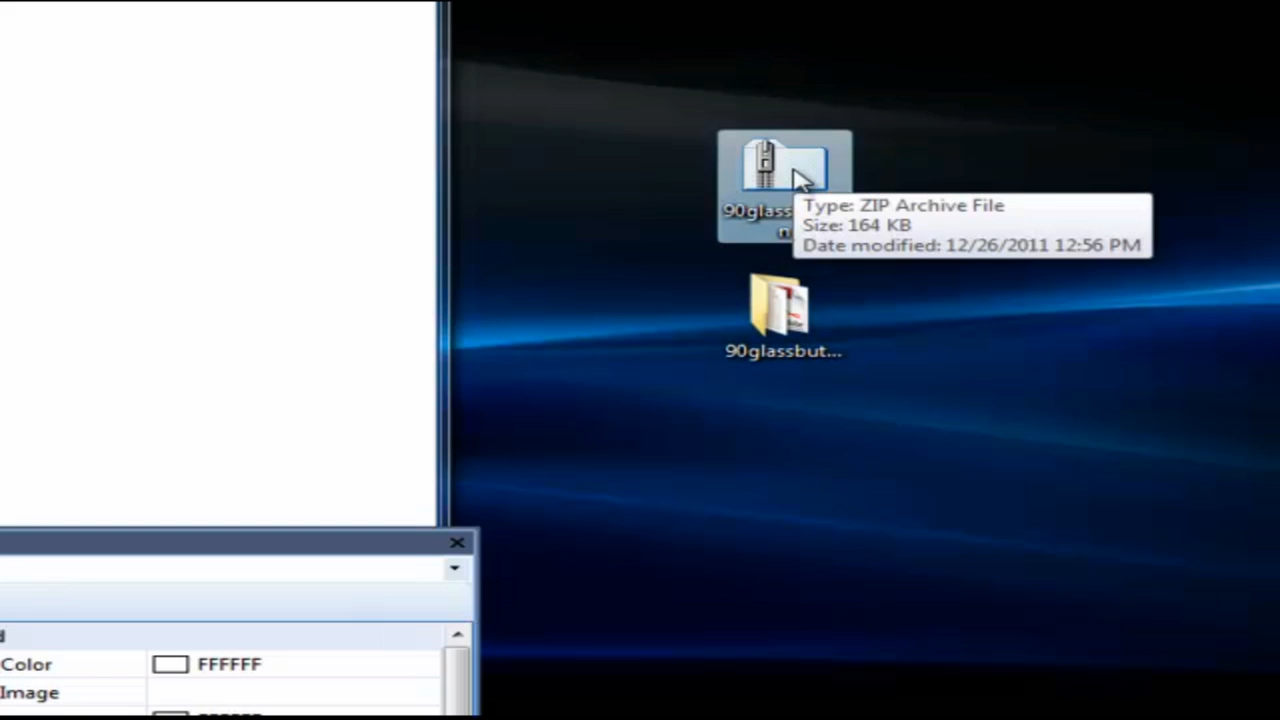 90glass
Type: ZIP Archive File
Size: 164 KB
Date modified: 12/26/2011 12:56 PM
90glassbut...
Color
FFFFFF
Image